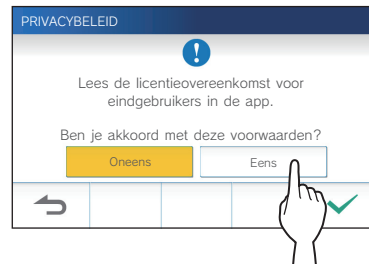 PRIVACYBELEID
Lees de licentieovereenkomst voor
eindgebruikers in de app.
Ben je akkoord met deze voorwaarden?
Oneens Eens